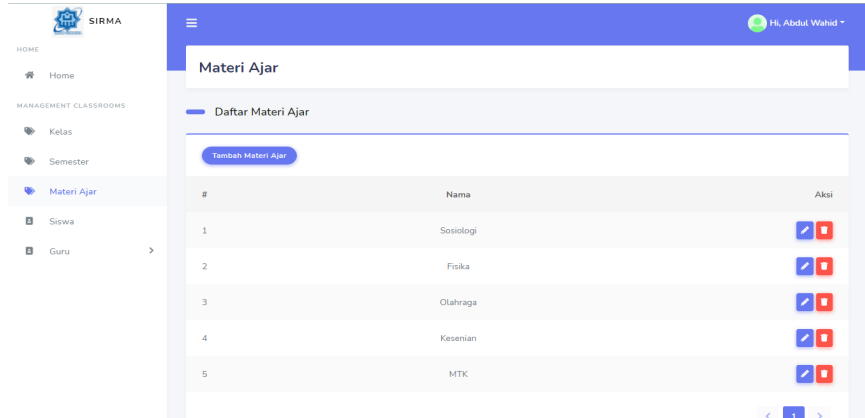 SIRMA
Hi, Abdul Wahid
HOME
Home
MANAGEMENT CLASSROOMS
Kelas
Semester
Materi Ajar
Siswa
Guru
Materi Ajar
Daftar Materi Ajar
Tambah Materi Ajar
# Nama Aksi
1 Sosiologi
2 Fisika
3 Olahraga
4 Kesenian
5 MTK
1